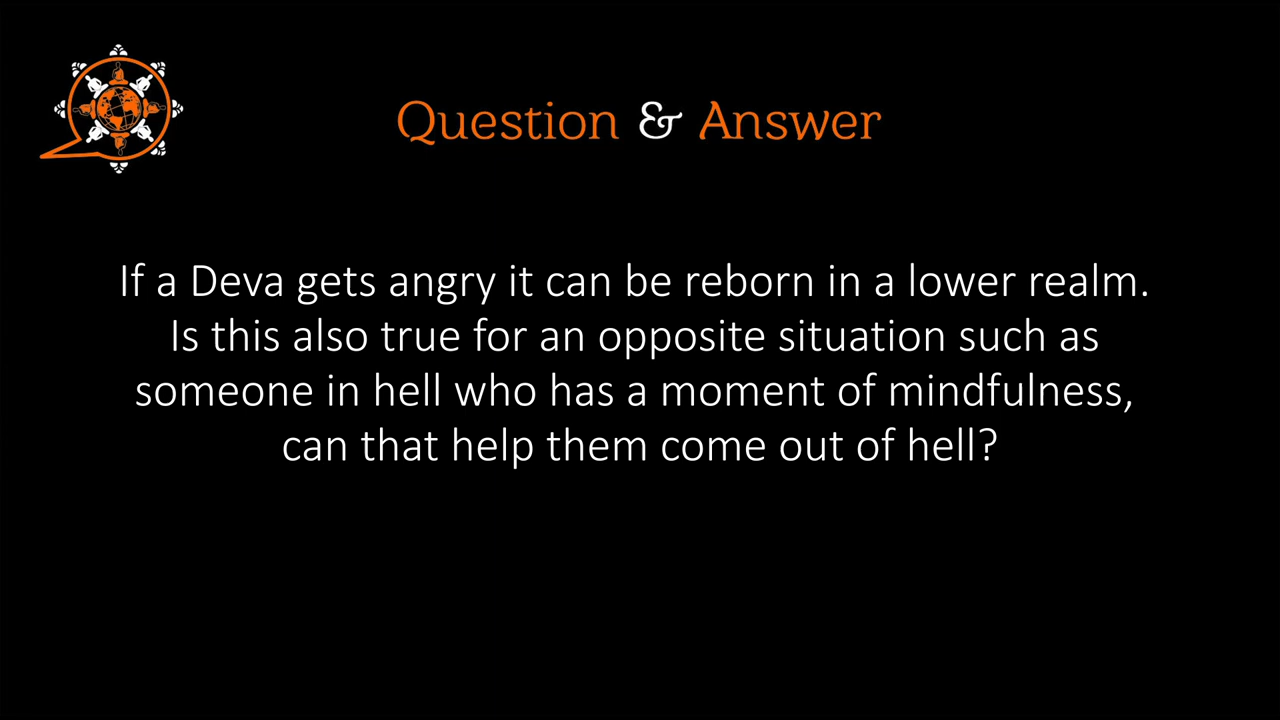 Question & Answer
If a Deva gets angry it can be reborn in a lower realm.
Is this also true for an opposite situation such as
someone in hell who has a moment of mindfulness,
can that help them come out of hell?